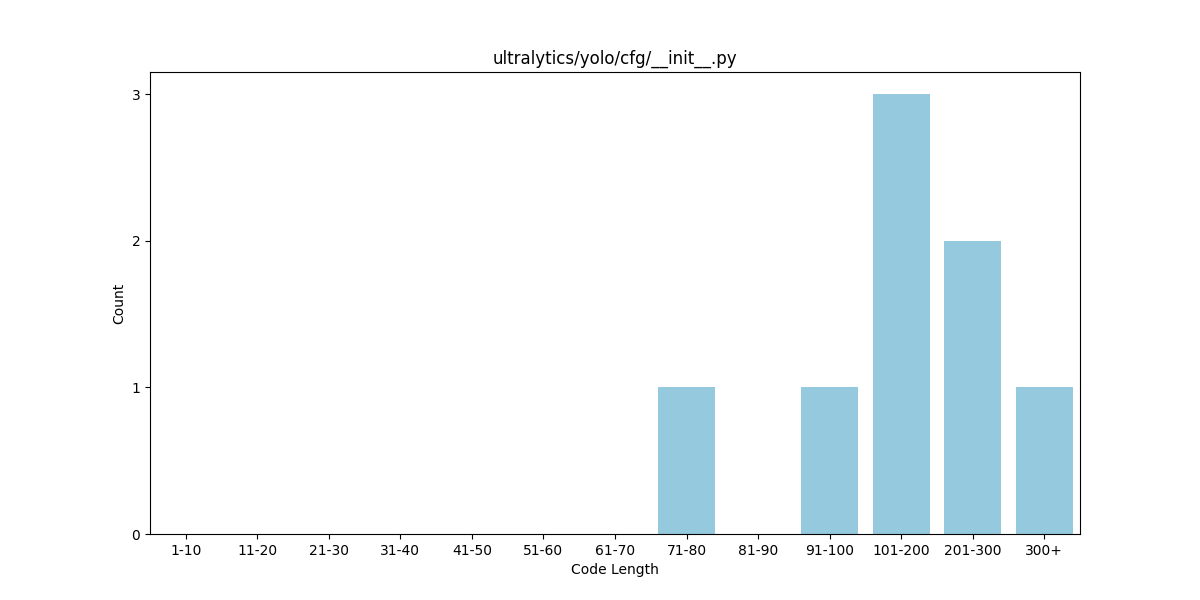 ultralytics/yolo/cfg/__init__.py
Count
3
2
1
0
1-10 11-20 21-30 31-40 41-50 51-60 61-70 71-80 81-90 91-100 101-200 201-300 300+
Code Length